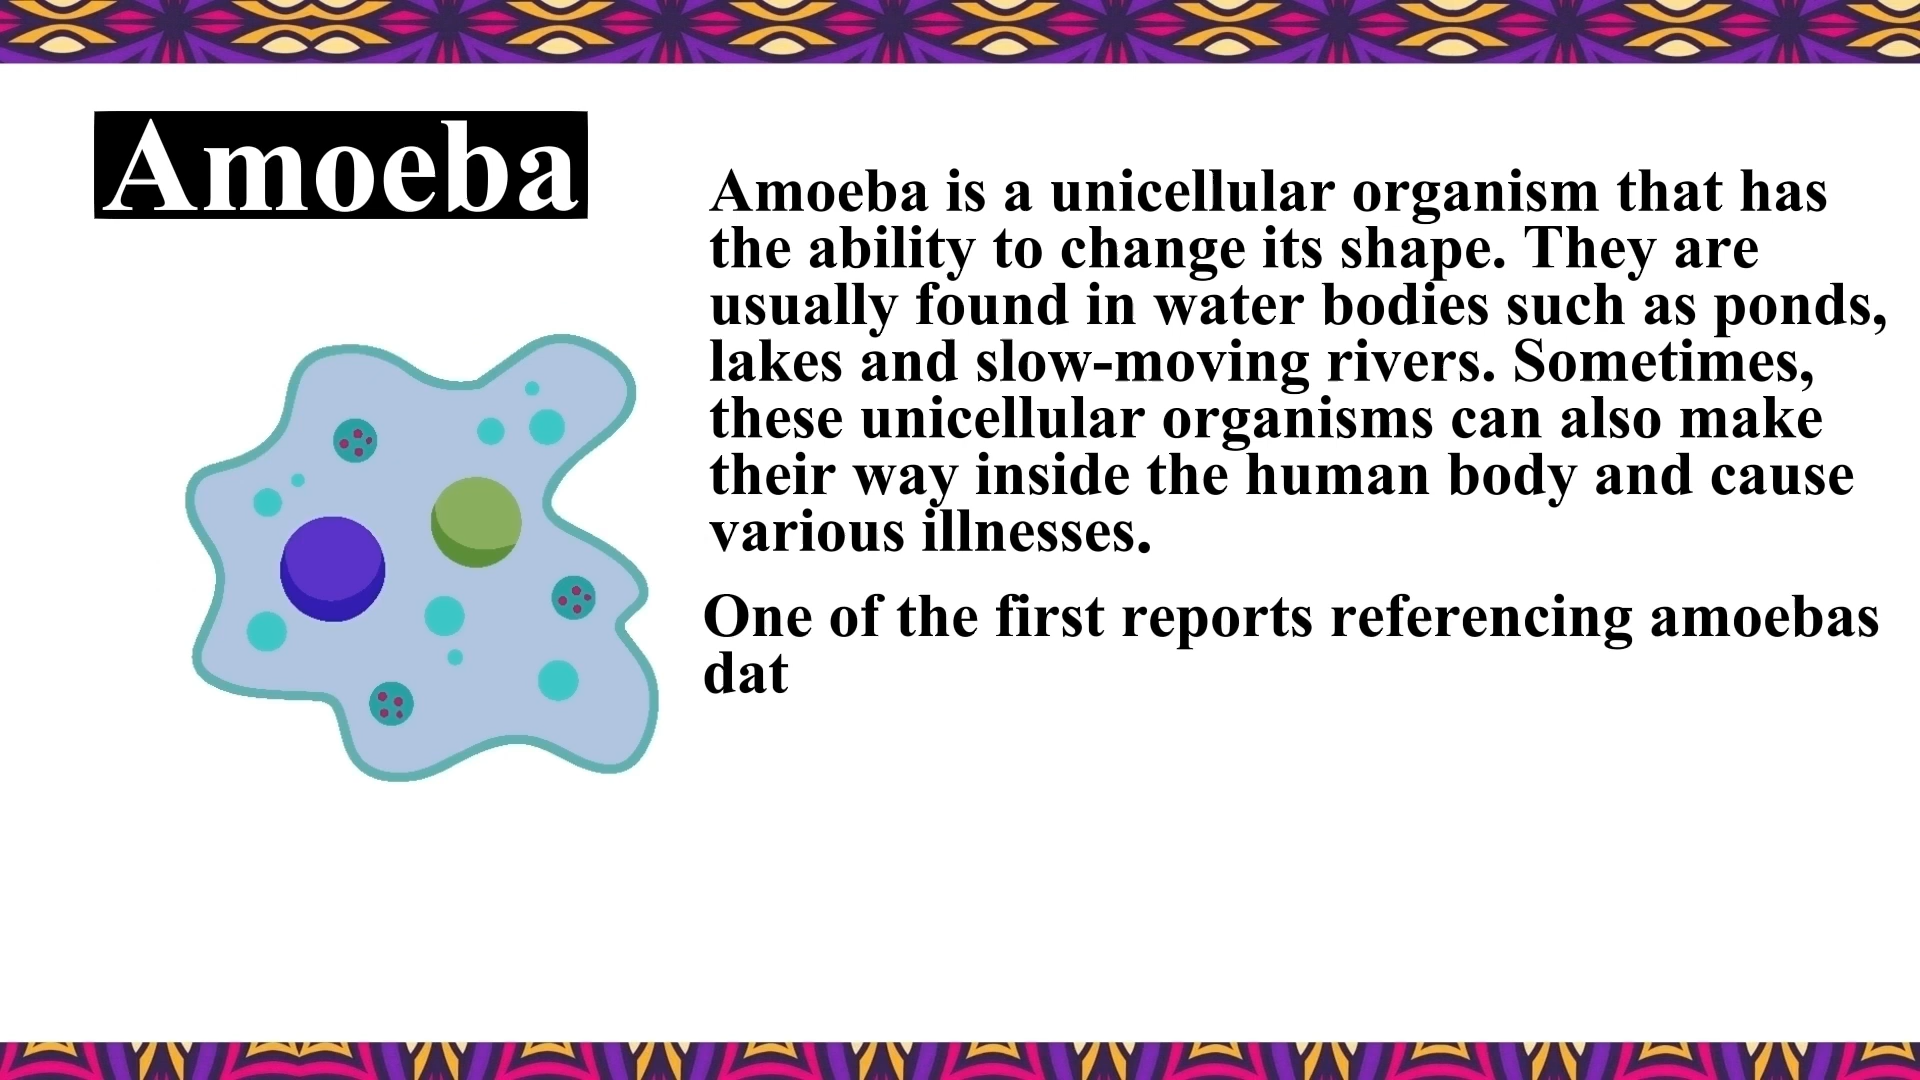 Amoeba
Amoeba is a unicellular organism that has
the ability to change its shape. They are
usually found in water bodies such as ponds,
lakes and slow-moving rivers. Sometimes,
these unicellular organisms can also make
their way inside the human body and cause
various illnesses.
One of the first reports referencing amoebas
dat